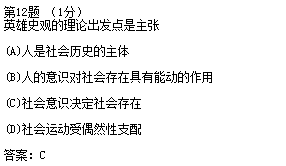 第12题 （1分）
英雄史观的理论出发点是主张
(A)人是社会历史的主体
(B)人的意识对社会存在具有能动的作用
(C)社会意识决定社会存在
(D)社会运动受偶然性支配
答案：C